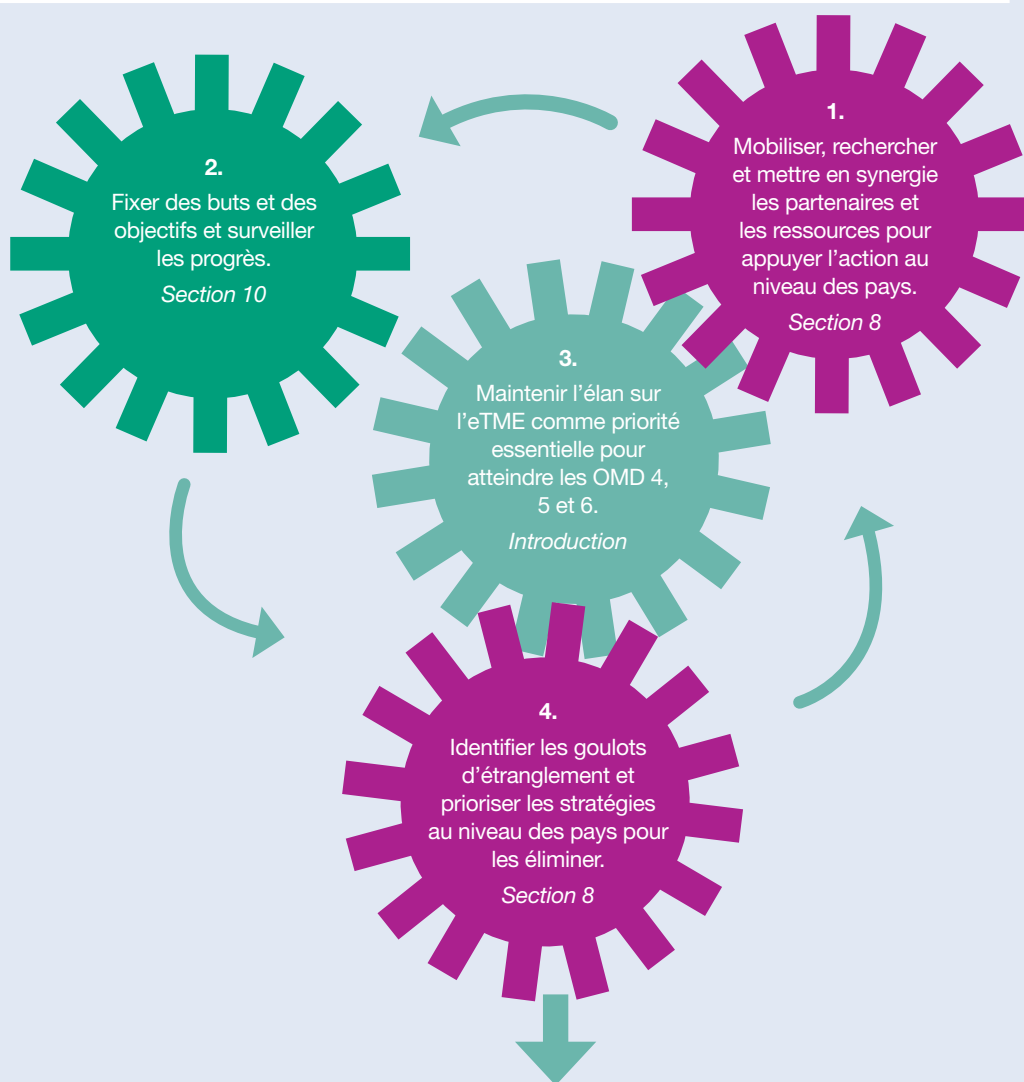 1.
Mobiliser, rechercher
et mettre en synergie
les partenaires et
les ressources pour
appuyer l’action au
niveau des pays.
Section 8
2.
Fixer des buts et des
objectifs et surveiller
les progrès.
Section 10
3.
Maintenir l’élan sur
l’eTME comme priorité
essentielle pour
atteindre les OMD 4,
5 et 6.
Introduction
4.
Identifier les goulots
d’étranglement et
prioriser les stratégies
au niveau des pays pour
les éliminer.
Section 8